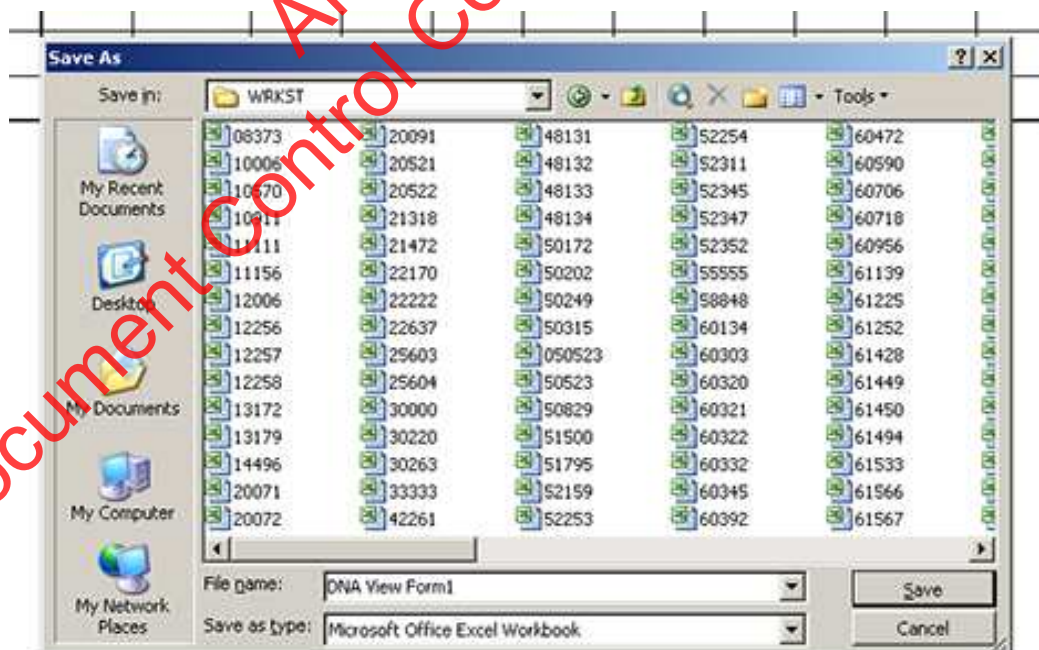 Save As
Save in: WRKST Tools
08373 20091 48131 52254 60472
10006 20521 48132 52311 60590
10570 20522 48133 52345 60706
10911 21318 48134 52347 60718
11111 21472 50172 52352 60956
11156 22170 50202 55555 61139
12006 22222 50249 58848 61225
12256 22637 50315 60134 61252
12257 25603 050523 60303 61428
12258 25604 50523 60320 61449
13172 30000 50829 60321 61450
13179 30220 51500 60322 61494
14496 30263 51795 60332 61533
20071 33333 52159 60345 61566
20072 42261 52253 60392 61567
My Recent
Documents
Desktop
My Documents
My Computer
My Network
Places
File name: DNA View Form1 Save
Save as type: Microsoft Office Excel Workbook Cancel
ocument Control Co